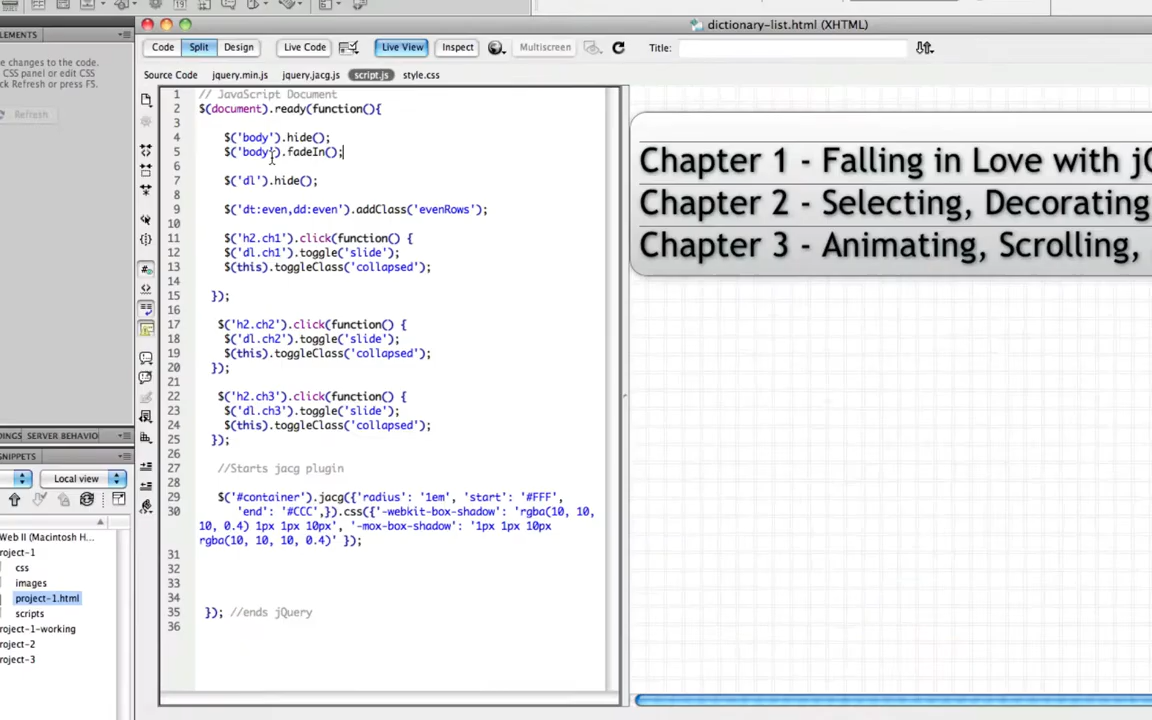 dictionary-list.html (XHTML)
ELEMENTS
Code Split Design Live Code Live View Inspect Multiscreen Title:
e changes to the code.
CSS panel or edit CSS
ck Refresh or press F5.
Refresh
Source Code jquery.min.js jquery.jacg.js script.js style.css
1 // JavaScript Document
2 $(document).ready(function(){
3
4 $('body').hide();
5 $('body').fadeIn();
6
7 $('dl').hide();
8
9 $('dt:even,dd:even').addClass('evenRows');
10
11 $('h2.ch1').click(function() {
12 $('dl.ch1').toggle('slide');
13 $(this).toggleClass('collapsed');
14
15 });
16
17 $('h2.ch2').click(function() {
18 $('dl.ch2').toggle('slide');
19 $(this).toggleClass('collapsed');
20 });
21
22 $('h2.ch3').click(function() {
23 $('dl.ch3').toggle('slide');
24 $(this).toggleClass('collapsed');
25 });
26
27 //Starts jacg plugin
28
29 $('#container').jacg({'radius': '1em', 'start': '#FFF',
30 'end': '#CCC',}).css({'-webkit-box-shadow': 'rgba(10, 10,
10, 0.4) 1px 1px 10px', '-mox-box-shadow': '1px 1px 10px
rgba(10, 10, 10, 0.4)' });
31
32
33
34
35 }); //ends jQuery
36
Chapter 1 - Falling in Love with jQ
Chapter 2 - Selecting, Decorating
Chapter 3 - Animating, Scrolling,
DINGS SERVER BEHAVIO
SNIPPETS
Local view
Web II (Macintosh H...
roject-1
css
images
project-1.html
scripts
roject-1-working
roject-2
roject-3